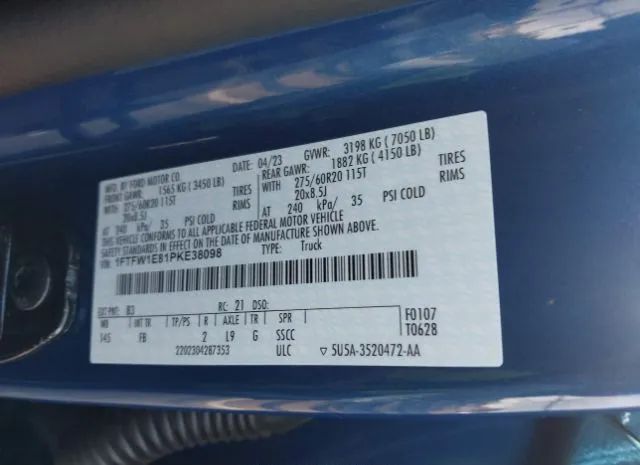 MFG. BY FORD MOTOR CO.
DATE: 04/23 GVWR: 3198 KG ( 7050 LB)
FRONT GAWR: 1565 KG ( 3450 LB) REAR GAWR: 1882 KG ( 4150 LB)
WITH 275/60R20 115T TIRES WITH 275/60R20 115T TIRES
20x8.5J RIMS 20x8.5J RIMS
AT 240 kPa/ 35 PSI COLD AT 240 kPa/ 35 PSI COLD
THIS VEHICLE CONFORMS TO ALL APPLICABLE FEDERAL MOTOR VEHICLE
SAFETY STANDARDS IN EFFECT ON THE DATE OF MANUFACTURE SHOWN ABOVE.
VIN: 1FTFW1E81PKE38098 TYPE: Truck
EXT PNT: B3 RC: 21 DSO: F0107
WB INT TR TP/PS R AXLE TR SPR T0628
145 FB 2 L9 G SSCC
2202304287353 ULC ▽ 5U5A-3520472-AA